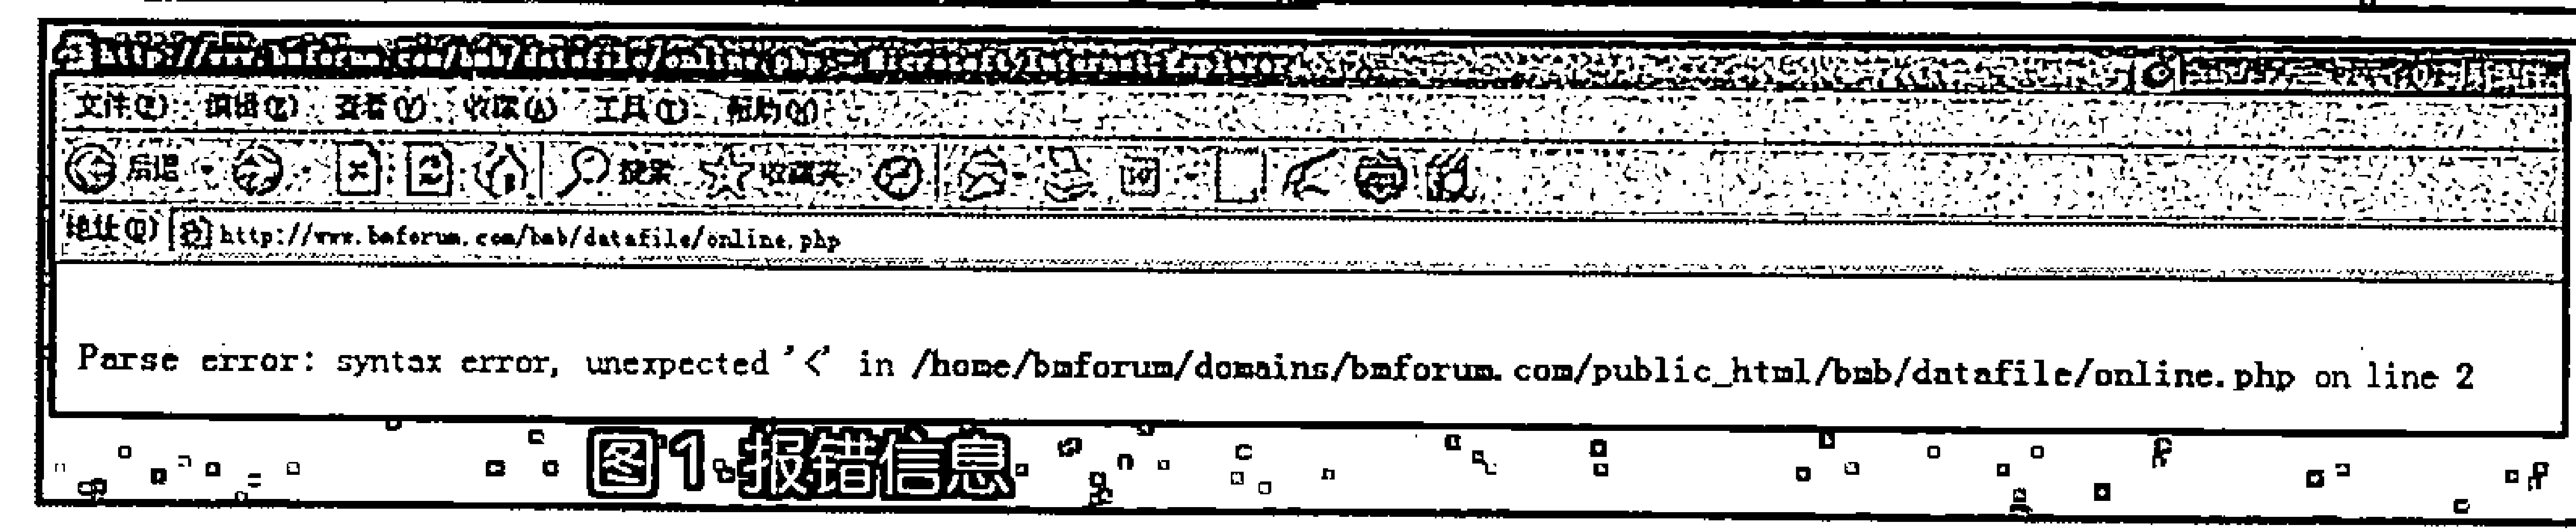 http://www.bmforum.com/bmb/datafile/online.php - Microsoft Internet Explorer
文件(F) 编辑(E) 查看(V) 收藏(A) 工具(T) 帮助(H)
后退 搜索 收藏夹
地址(D) http://www.bmforum.com/bmb/datafile/online.php
Parse error: syntax error, unexpected '<' in /home/bmforum/domains/bmforum.com/public_html/bmb/datafile/online.php on line 2
图1 报错信息